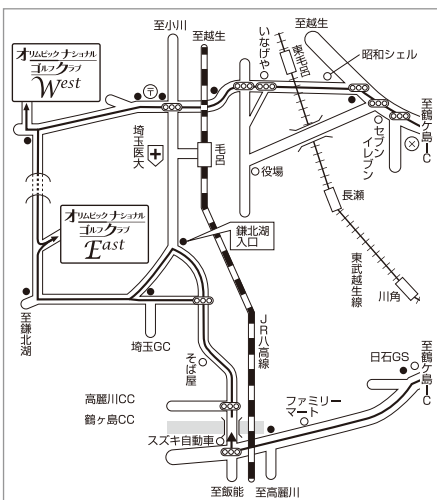 至小川
至越生
いなげや
東毛呂
至越生
昭和シェル
オリムピック ナショナル
ゴルフ クラブ
West
〒
至鶴ヶ島IC
セブンイレブン
埼玉医大
毛呂
役場
長瀬
オリムピック ナショナル
ゴルフ クラブ
East
鎌北湖
入口
東武越生線
川角
至鎌北湖
埼玉GC
JR八高線
そば屋
日石GS
至鶴ヶ島IC
高麗川CC
ファミリー
マート
鶴ヶ島CC
スズキ自動車
至飯能
至高麗川